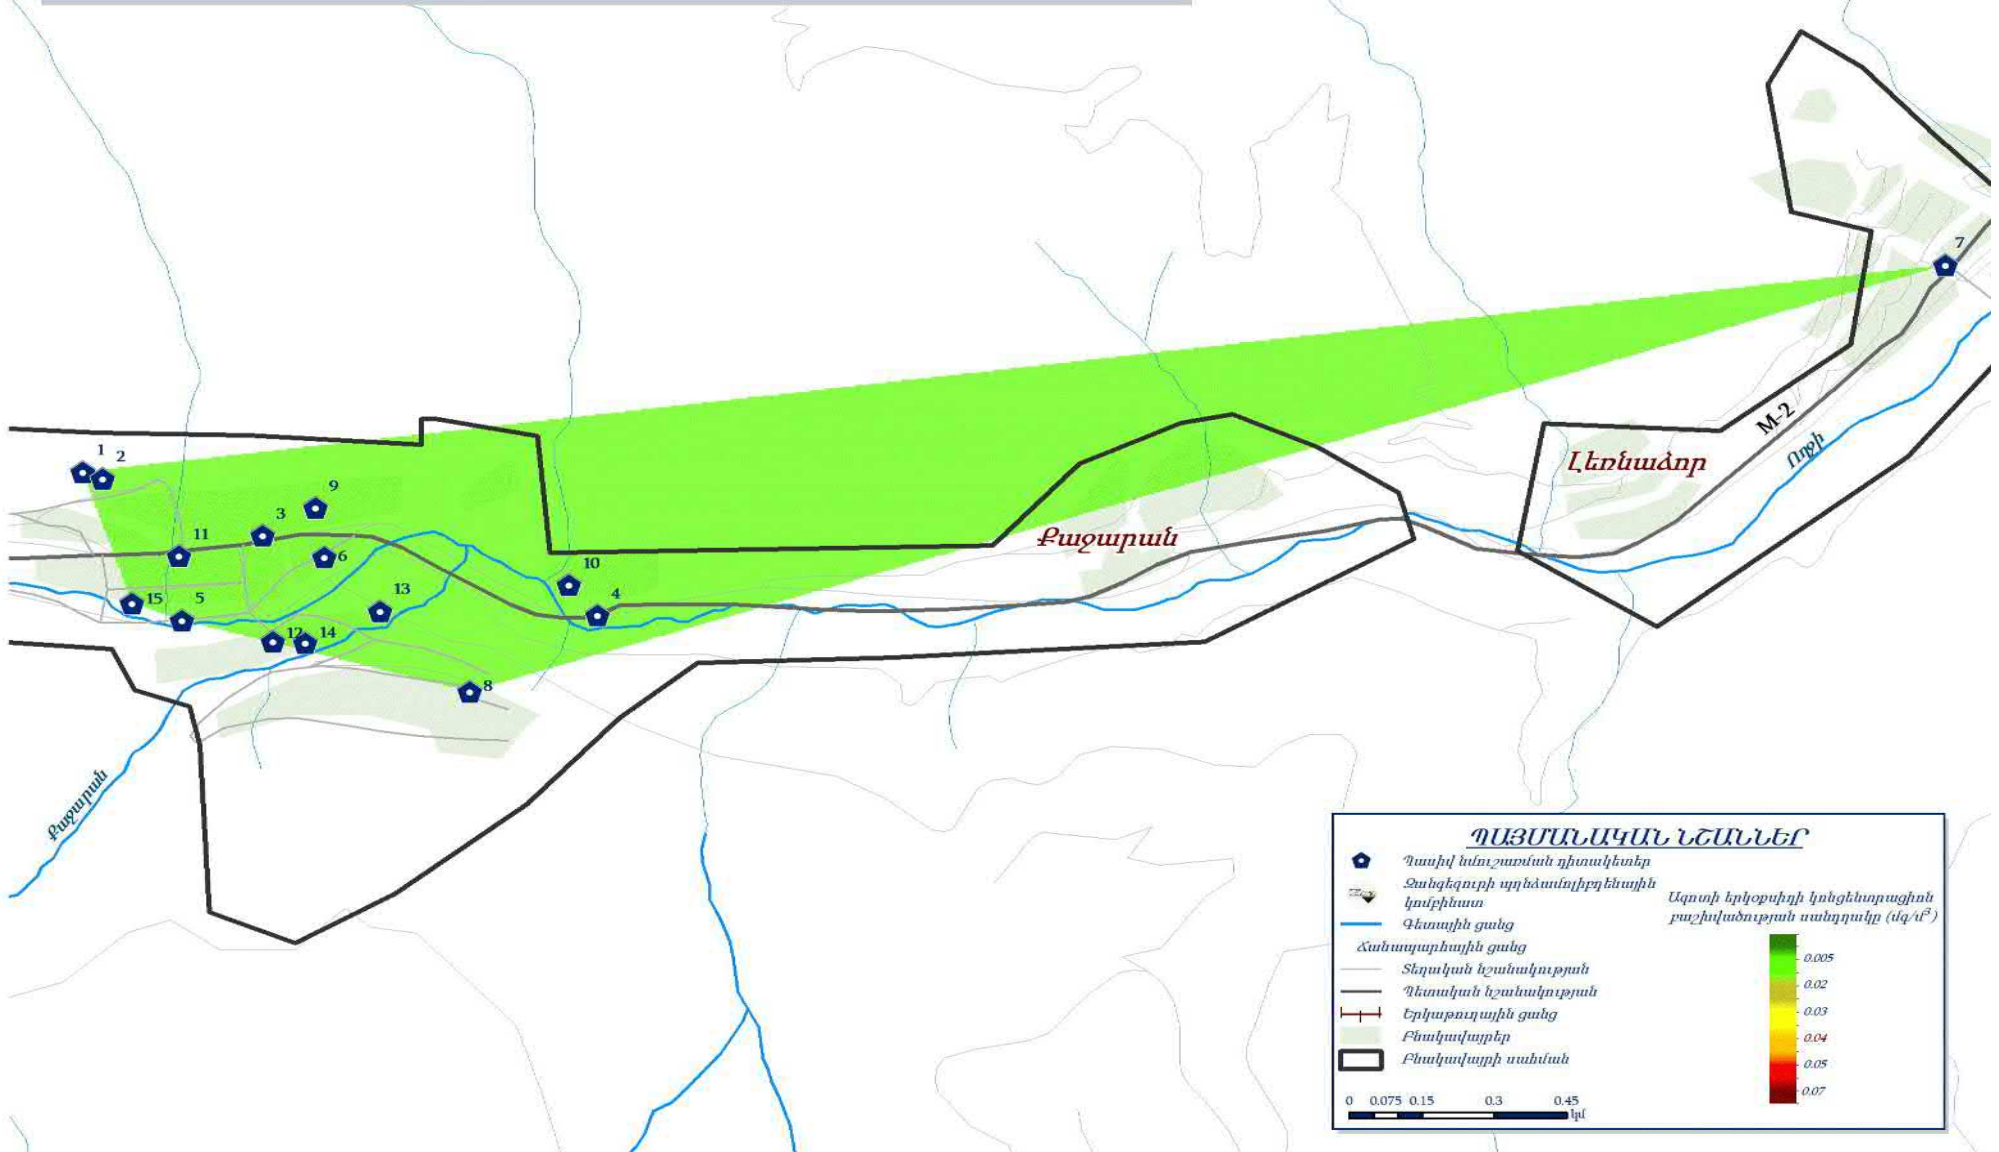 7
1 2
9
3
11
6
10
13
4
15 5
12 14
8
M-2
Լեռնաձոր
Ողջի
Քաջարան
Քաջարան
ՊԱՅՄԱՆԱԿԱՆ ՆՇԱՆՆԵՐ
Պասիվ նմուշառման դիտակետեր
Զանգեզուրի պղնձամոլիբդենային
կոմբինատ
Գետային ցանց
Ճանապարհային ցանց
Տեղական նշանակության
Պետական նշանակության
Երկաթուղային ցանց
Բնակավայրեր
Բնակավայրի սահման
0 0.075 0.15 0.3 0.45
կմ
Ազոտի երկօքսիդի կոնցենտրացիոն
բաշխվածության սանդղակը (մգ/մ³)
0.005
0.02
0.03
0.04
0.05
0.07